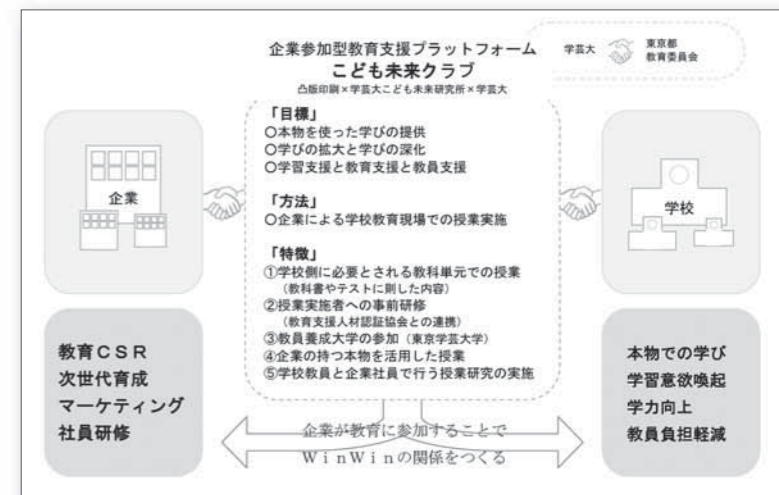 企業参加型教育支援プラットフォーム
こども未来クラブ
凸版印刷×学芸大こども未来研究所×学芸大
学芸大
東京都
教育委員会
企業
「目標」
〇本物を使った学びの提供
〇学びの拡大と学びの深化
〇学習支援と教育支援と教員支援
「方法」
〇企業による学校教育現場での授業実施
「特徴」
①学校側に必要とされる教科単元での授業
（教科書やテストに則した内容）
②授業実施者への事前研修
（教育支援人材認証協会との連携）
③教員養成大学の参加（東京学芸大学）
④企業の持つ本物を活用した授業
⑤学校教員と企業社員で行う授業研究の実施
学校
教育ＣＳＲ
次世代育成
マーケティング
社員研修
本物での学び
学習意欲喚起
学力向上
教員負担軽減
企業が教育に参加することで
ＷｉｎＷｉｎの関係をつくる